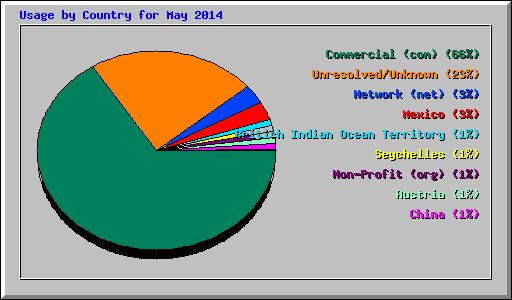 Usage by Country for May 2014
Commercial (com) (66%)
Unresolved/Unknown (23%)
Network (net) (3%)
Mexico (3%)
British Indian Ocean Territory (1%)
Seychelles (1%)
Non-Profit (org) (1%)
Austria (1%)
China (1%)